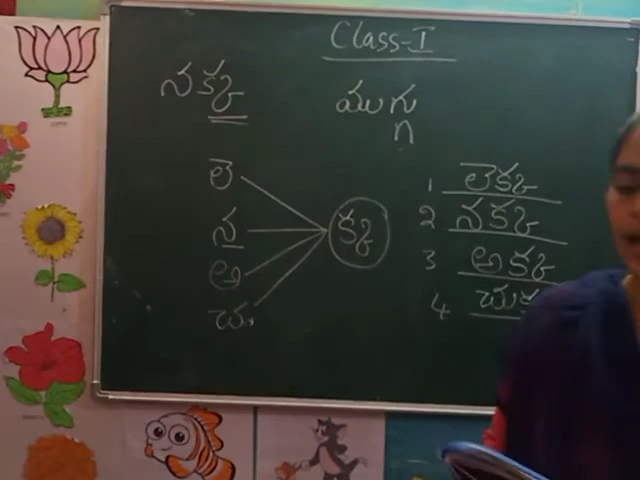 Class-I
నక్క ముగ్గు
లె
న
అ
చు
క్క
1 లెక్క
2 నక్క
3 అక్క
4